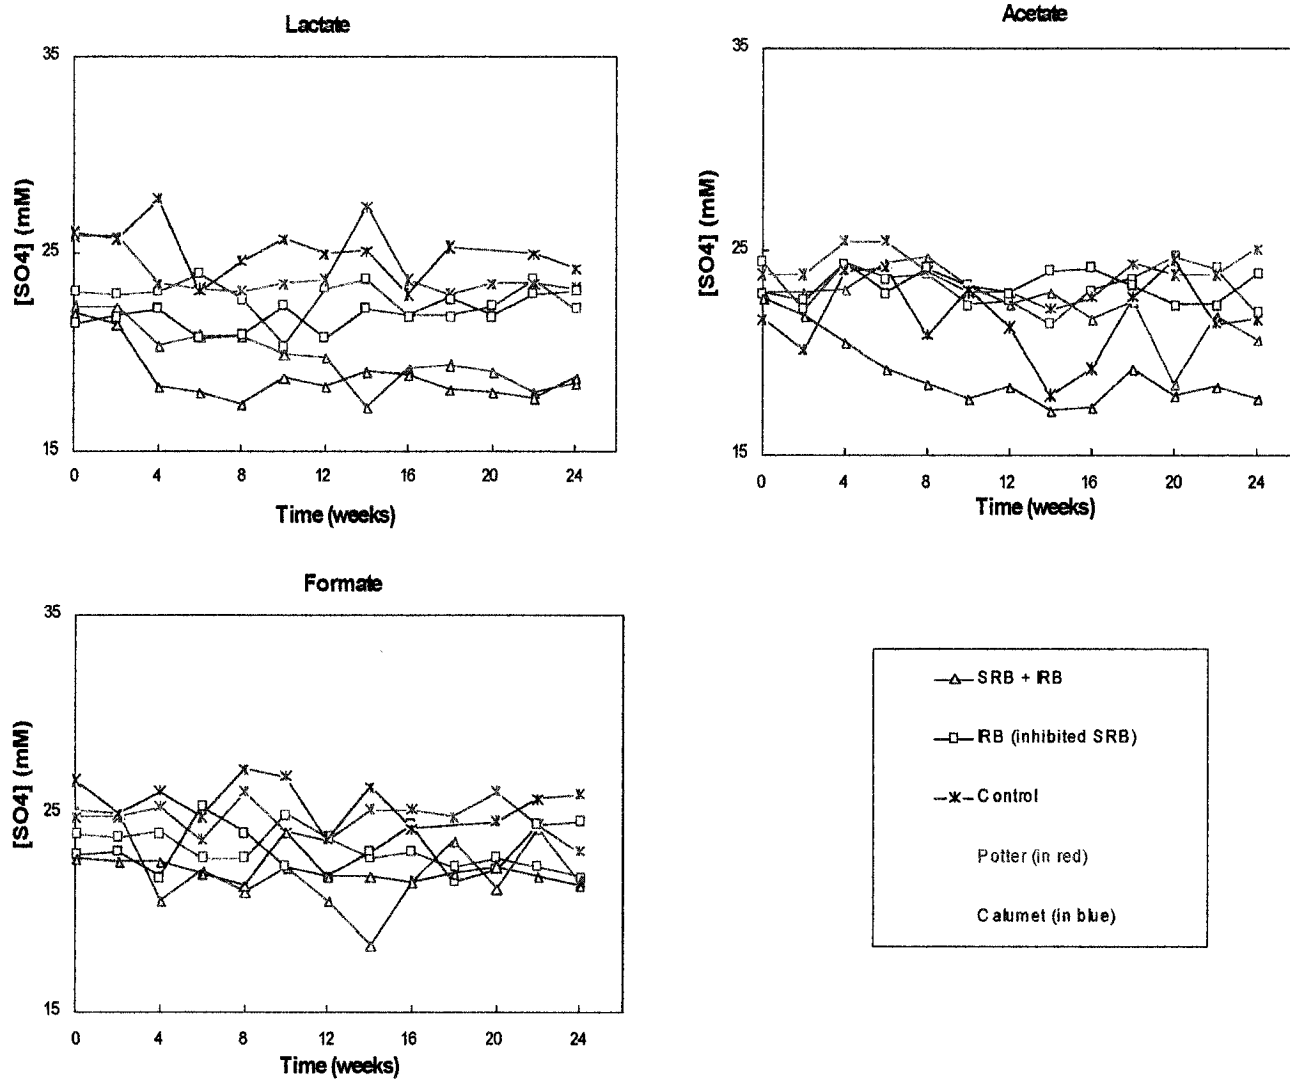 Lactate
35
25
15
[SO4] (mM)
0 4 8 12 16 20 24
Time (weeks)
Acetate
35
25
15
[SO4] (mM)
0 4 8 12 16 20 24
Time (weeks)
Formate
35
25
15
[SO4] (mM)
0 4 8 12 16 20 24
Time (weeks)
SRB + IRB
IRB (inhibited SRB)
Control
Potter (in red)
Calumet (in blue)